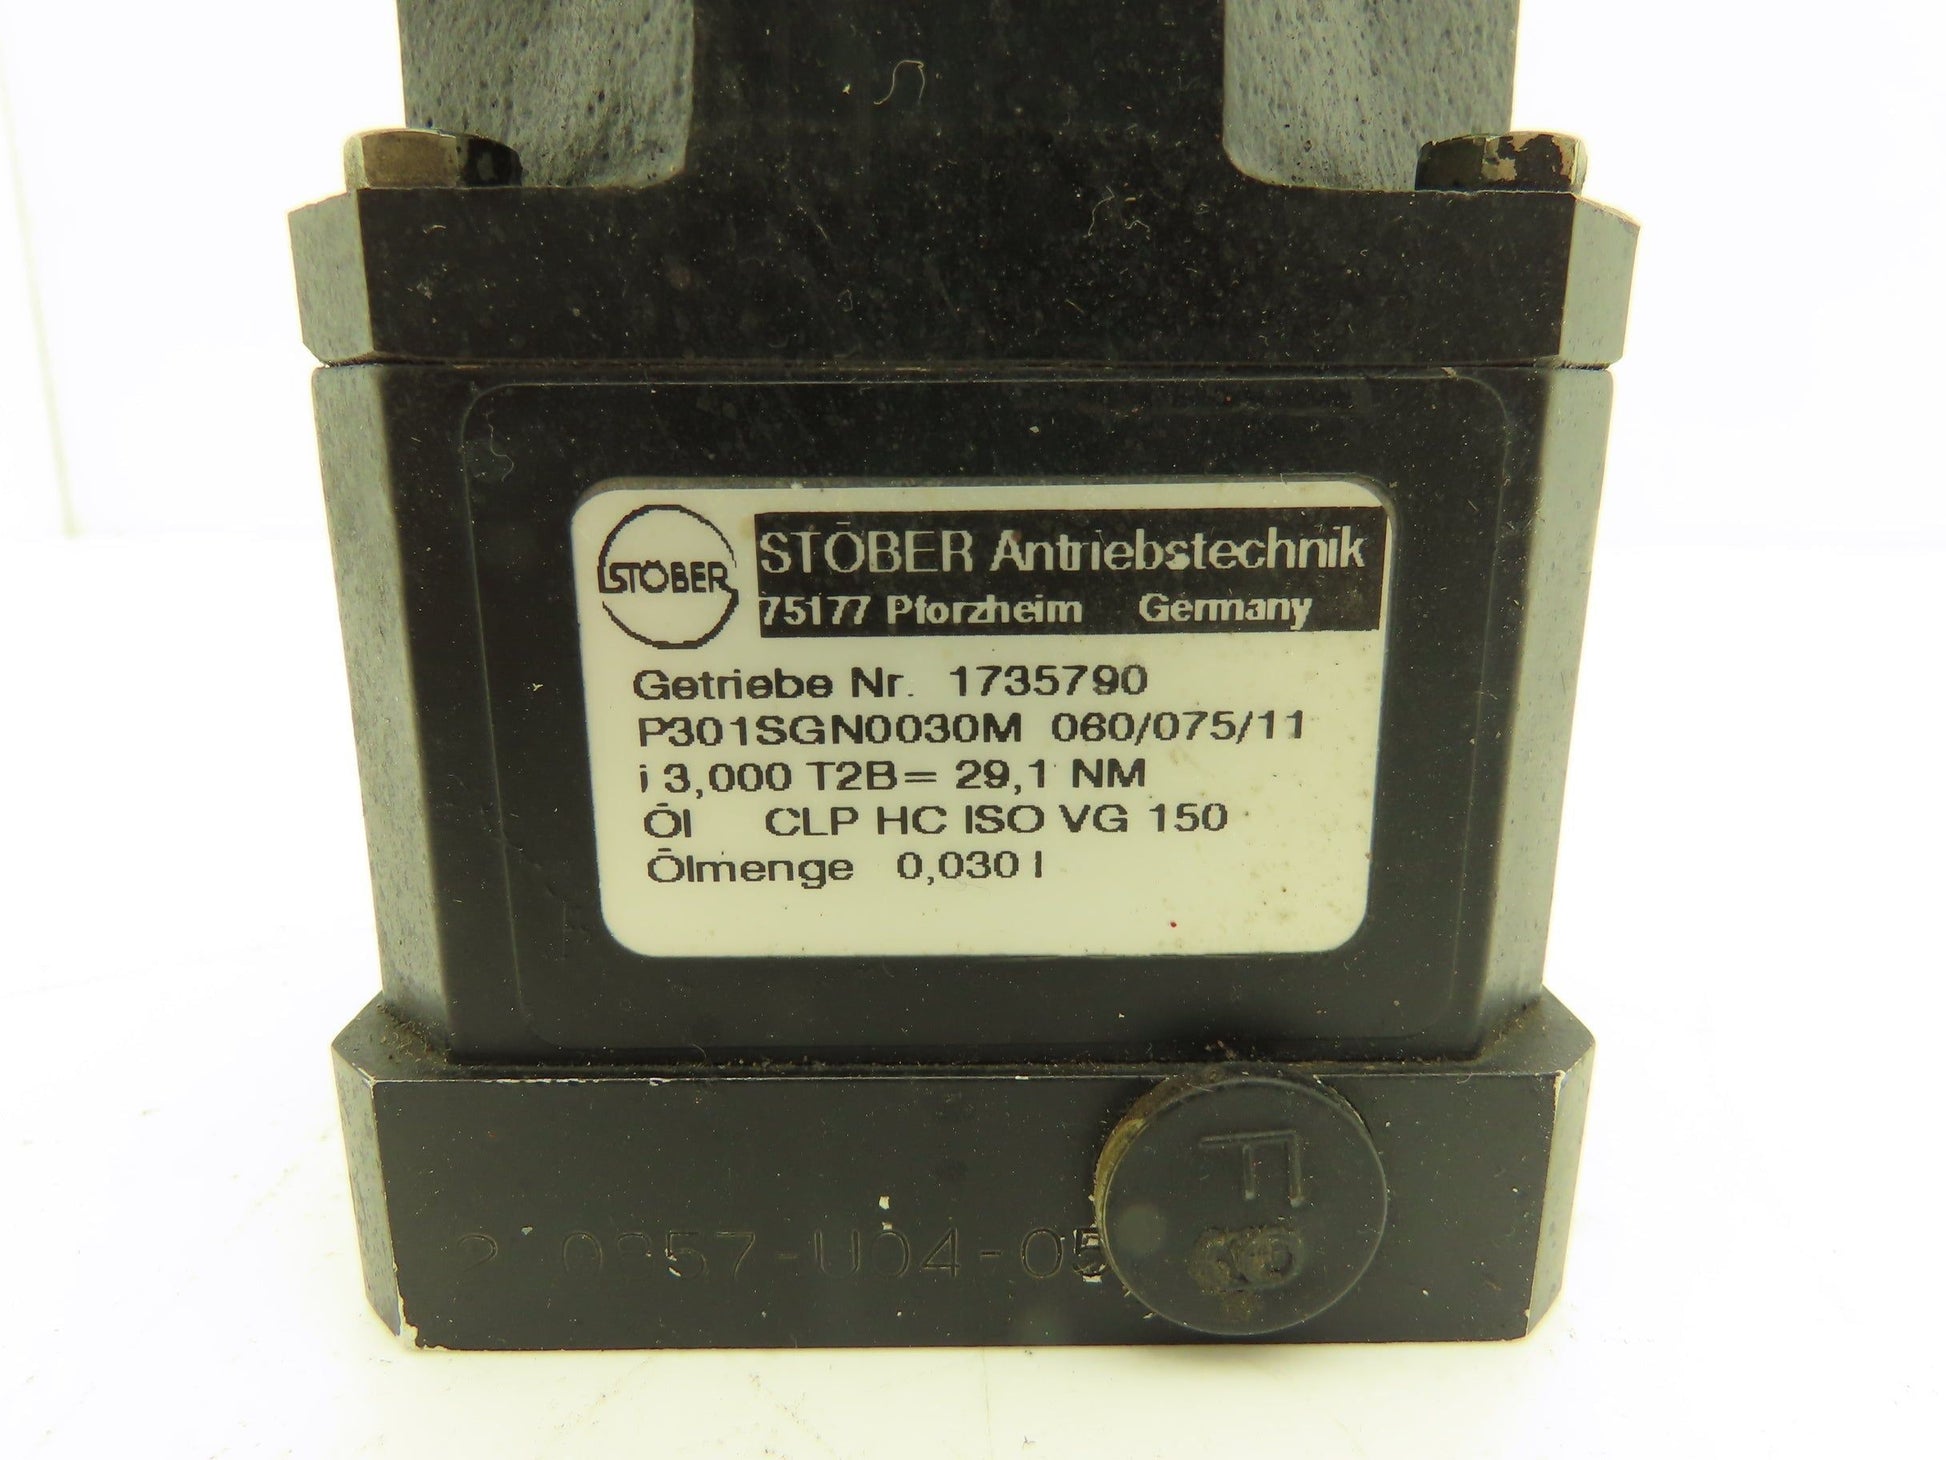 STÖBER
STÖBER Antriebstechnik
75177 Pforzheim Germany
Getriebe Nr. 1735790
P301SGN0030M 060/075/11
i 3,000 T2B= 29,1 NM
Öl CLP HC ISO VG 150
Ölmenge 0,030 l